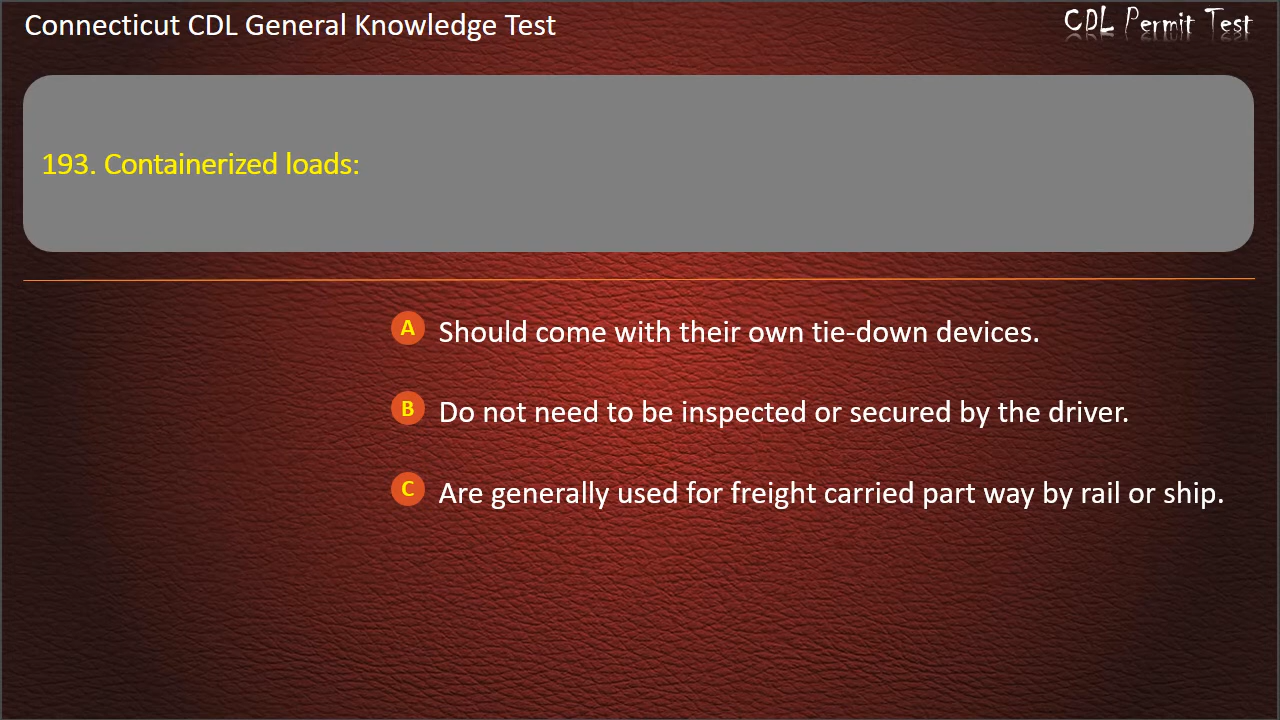 Connecticut CDL General Knowledge Test
CDL Permit Test
193. Containerized loads:
A Should come with their own tie-down devices.
B Do not need to be inspected or secured by the driver.
C Are generally used for freight carried part way by rail or ship.